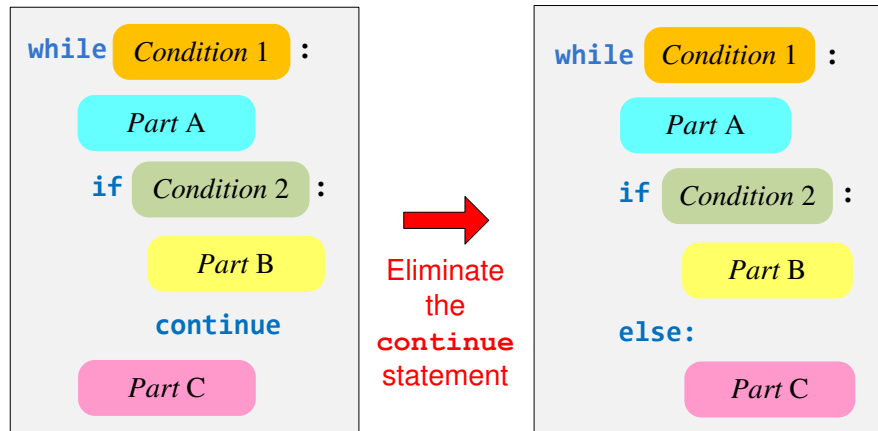 while Condition 1 :
Part A
if Condition 2 :
Part B
continue
Part C
Eliminate
the
continue
statement
while Condition 1 :
Part A
if Condition 2 :
Part B
else:
Part C